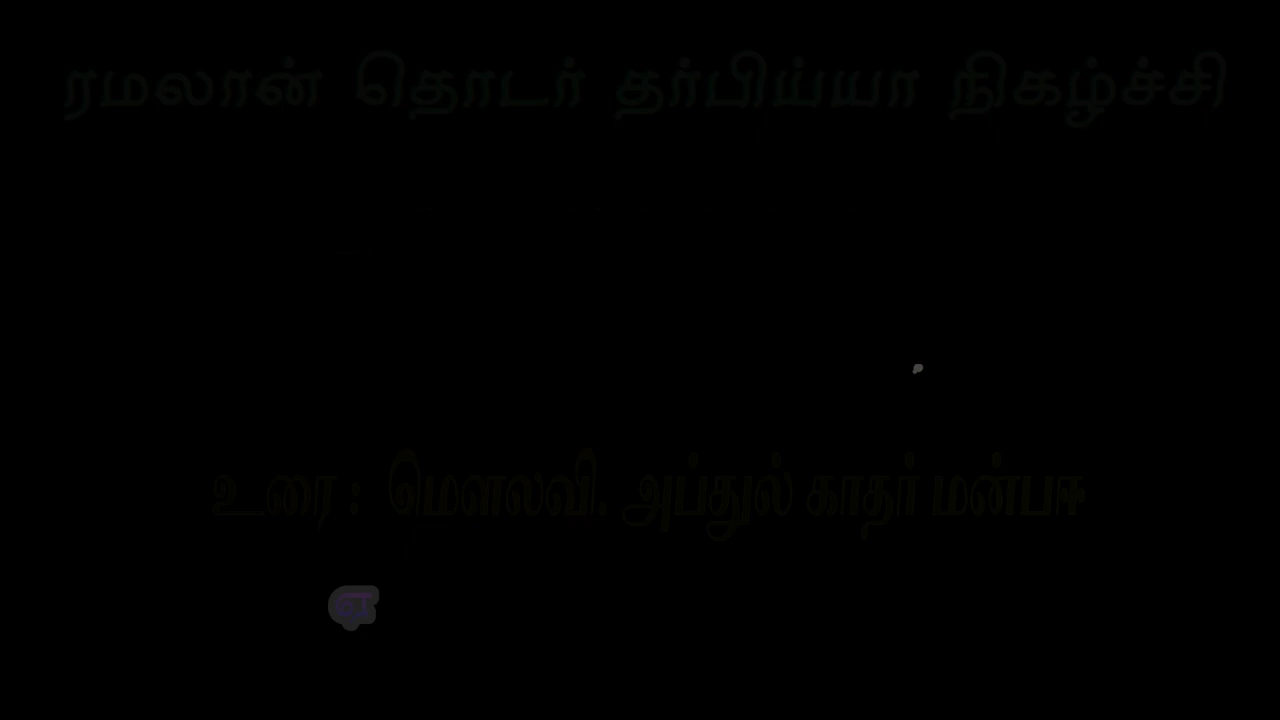 ரமலான் தொடர் தர்பிய்யா நிகழ்ச்சி
உரை : மௌலவி. அப்துல் காதர் மன்பஈ
ஏ